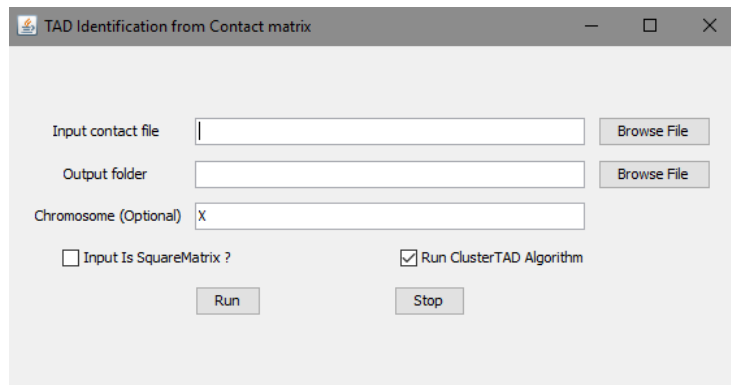 TAD Identification from Contact matrix
Input contact file Browse File
Output folder Browse File
Chromosome (Optional) X
Input Is SquareMatrix ? Run ClusterTAD Algorithm
Run Stop